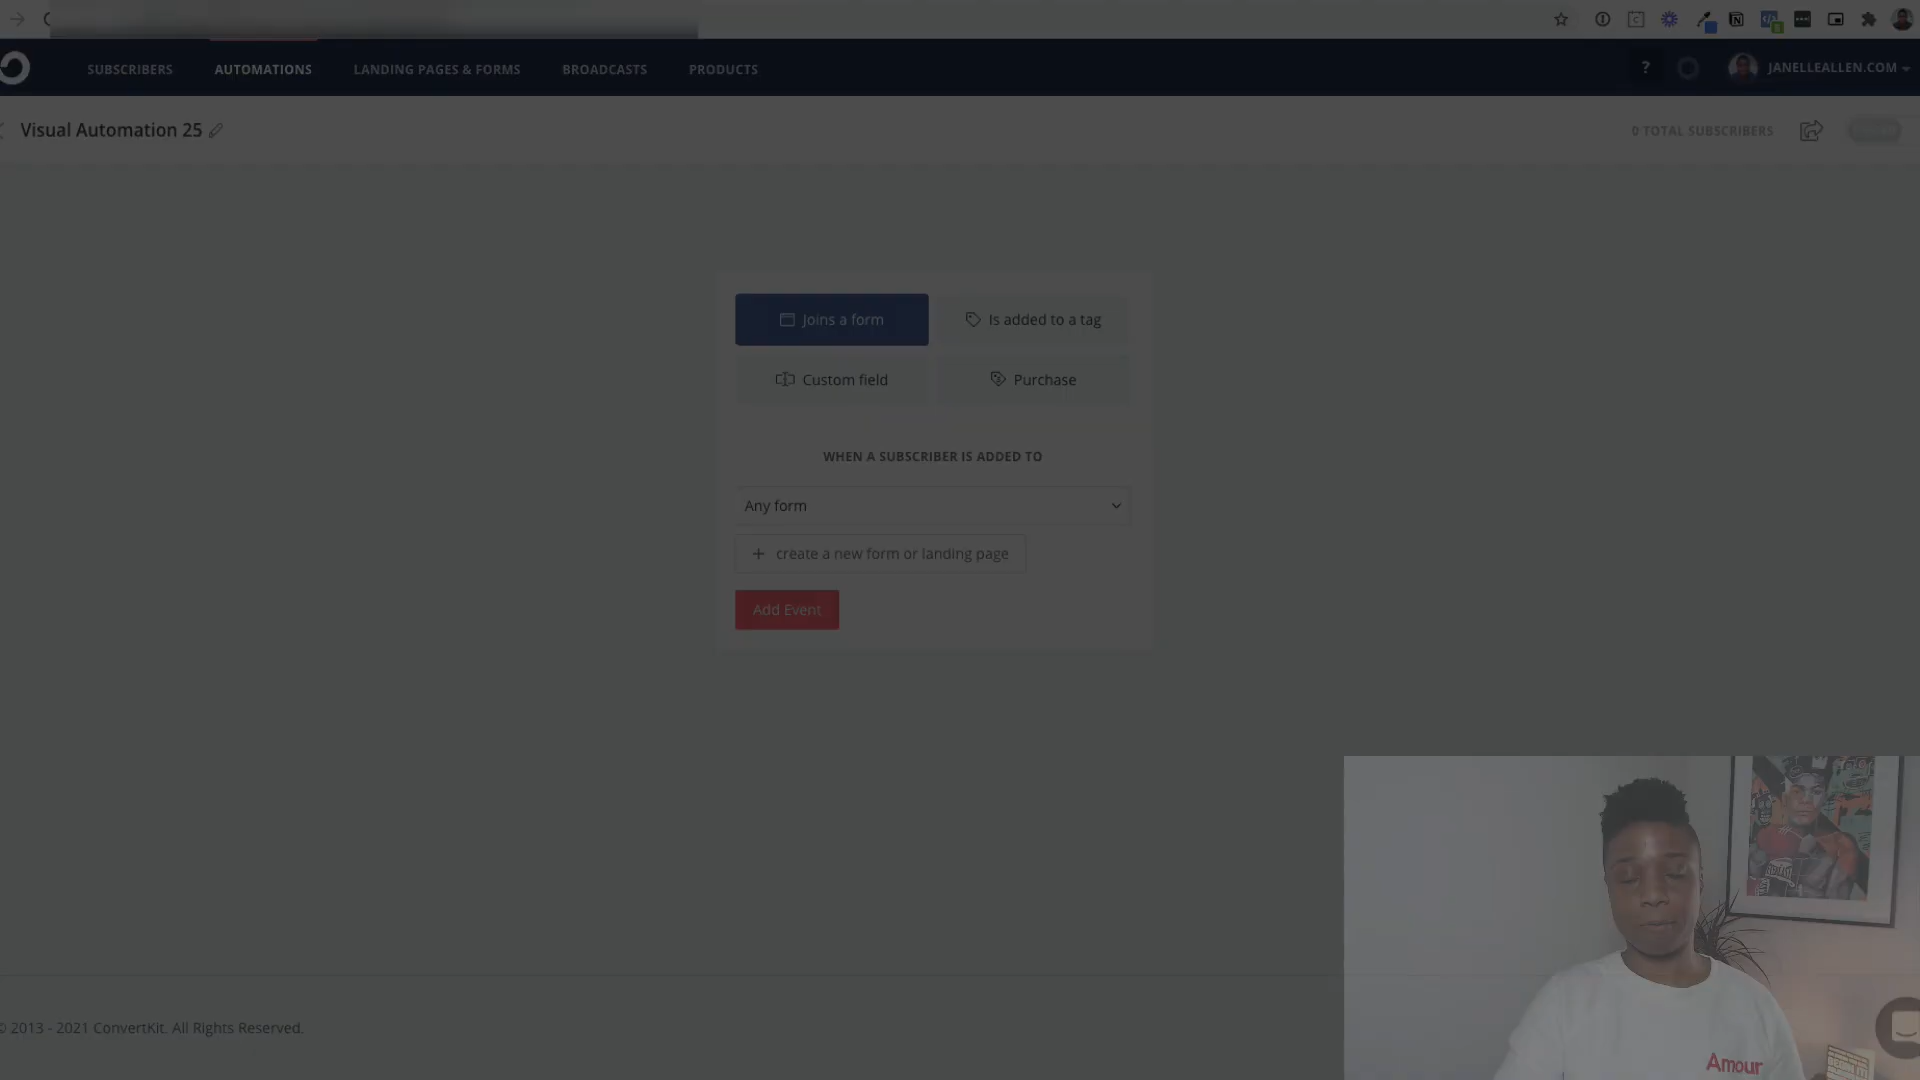 SUBSCRIBERS AUTOMATIONS LANDING PAGES & FORMS BROADCASTS PRODUCTS ? JANELLEALLEN.COM
Visual Automation 25 0 TOTAL SUBSCRIBERS
Joins a form Is added to a tag
Custom field Purchase
WHEN A SUBSCRIBER IS ADDED TO
Any form
+ create a new form or landing page
Add Event
© 2013 - 2021 ConvertKit. All Rights Reserved.
Amour